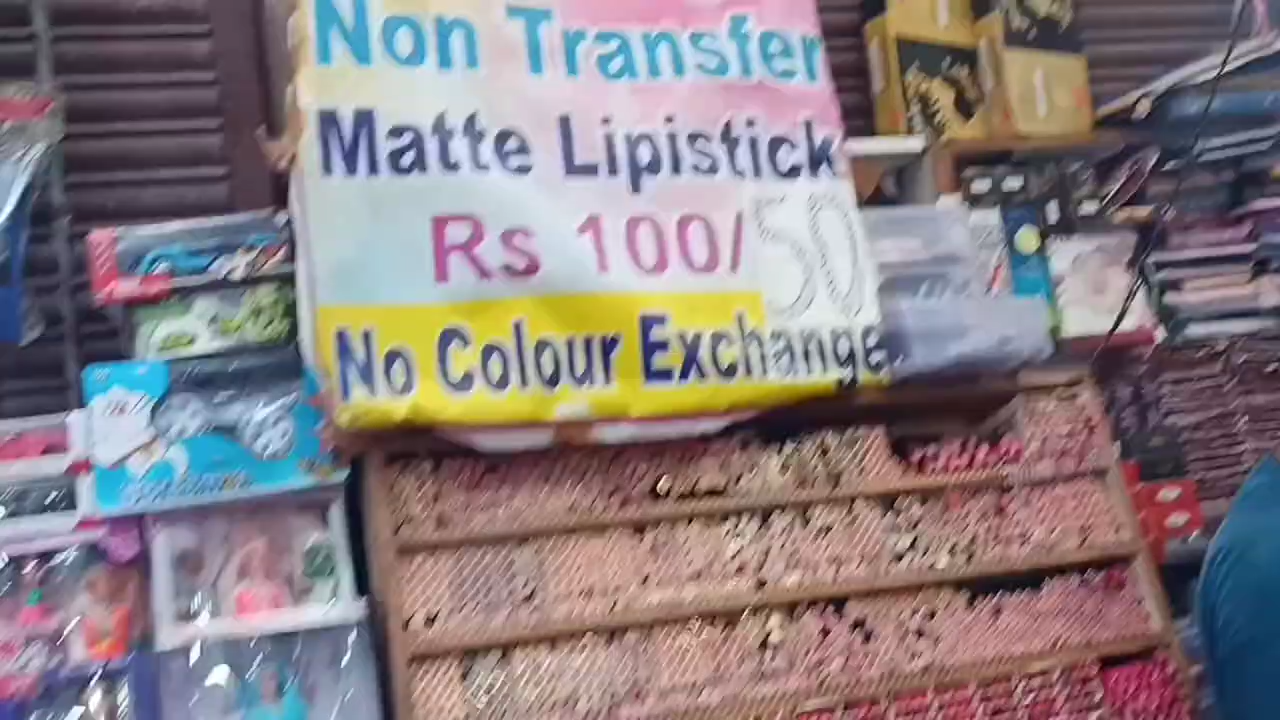 Non Transfer
Matte Lipistick
Rs 100/ 50
No Colour Exchange